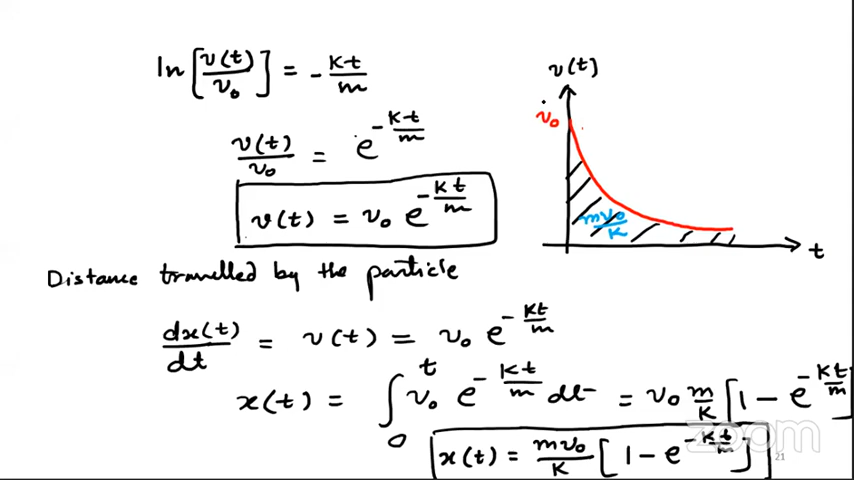 ln[v(t)/v₀] = -kt/m
v(t)/v₀ = e^(-kt/m)
v(t) = v₀ e^(-kt/m)
v(t)
v₀
mv₀/k
t
Distance travelled by the particle
dx(t)/dt = v(t) = v₀ e^(-kt/m)
x(t) = ∫₀ᵗ v₀ e^(-kt/m) dt = v₀ m/k [1 - e^(-kt/m)]
x(t) = mv₀/k [1 - e^(-kt/m)]
zoom
21